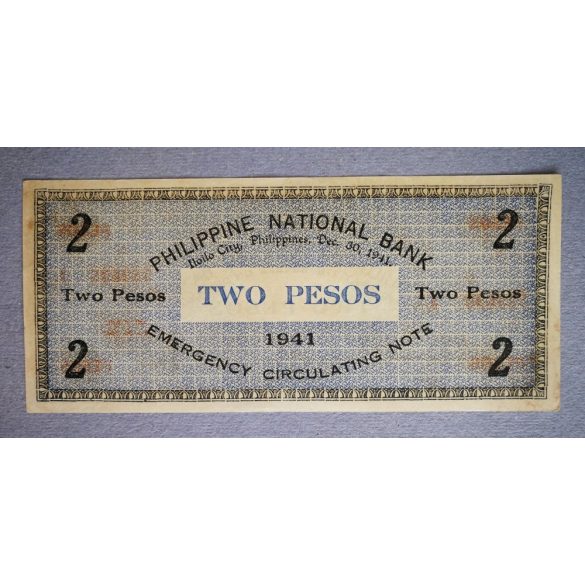 2 2
PHILIPPINE NATIONAL BANK
Iloilo City, Philippines, Dec. 30, 1941.
Two Pesos TWO PESOS Two Pesos
1941
EMERGENCY CIRCULATING NOTE
2 2